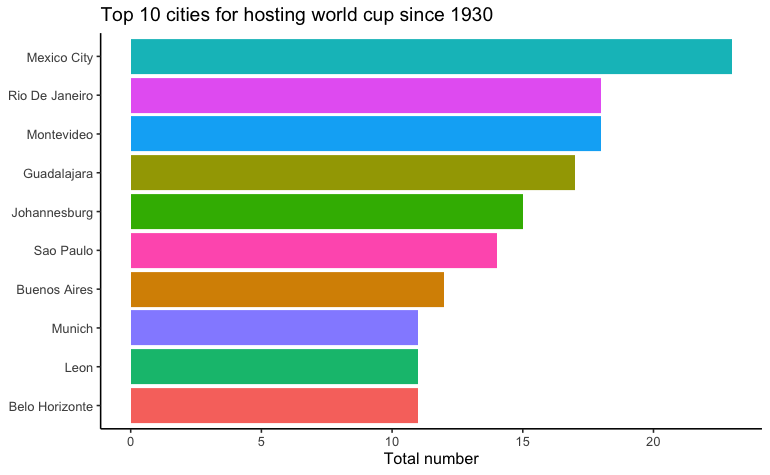 Top 10 cities for hosting world cup since 1930
Mexico City
Rio De Janeiro
Montevideo
Guadalajara
Johannesburg
Sao Paulo
Buenos Aires
Munich
Leon
Belo Horizonte
0 5 10 15 20
Total number